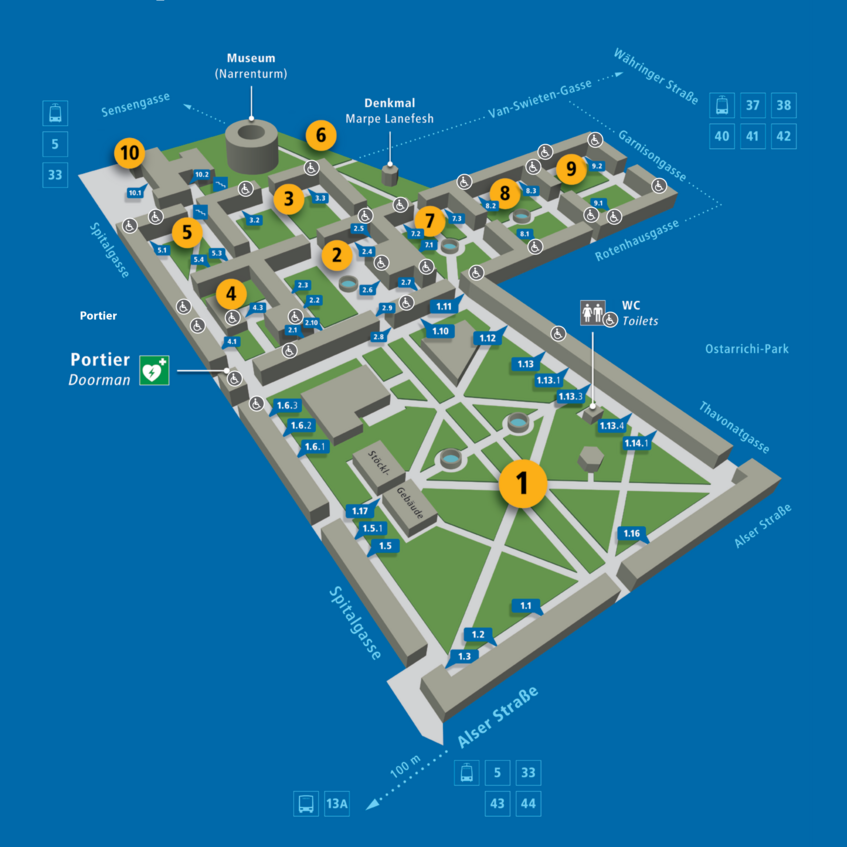 Museum
(Narrenturm)
Sensengasse
5
33
Denkmal
Marpe Lanefesh
Van-Swieten-Gasse
Währinger Straße
37 38
40 41 42
Garnisongasse
Rotenhausgasse
Spitalgasse
10
10.1
10.2
6
9
9.2
9.1
8
8.3
8.2
8.1
3
3.3
3.2
7
7.3
7.2
7.1
5
5.1
5.4
5.3
2
2.5
2.4
2.3
2.2
2.6
2.7
2.9
2.8
2.1
2.10
4
4.3
4.1
Portier
Portier
Doorman
WC
Toilets
Ostarrichi-Park
Thavonatgasse
Alser Straße
1.11
1.10
1.12
1.13
1.13.1
1.13.3
1.13.4
1.14.1
1.6.3
1.6.2
1.6.1
Stöckl-
Gebäude
1
1.17
1.5.1
1.5
1.16
1.1
1.2
1.3
Spitalgasse
Alser Straße
100 m
13A
5 33
43 44